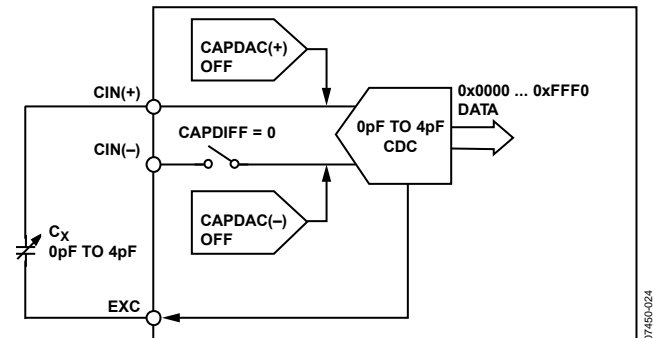 CAPDAC(+)
OFF
CIN(+)
0x0000 ... 0xFFF0
DATA
0pF TO 4pF
CDC
CAPDIFF = 0
CIN(–)
CAPDAC(–)
OFF
CX
0pF TO 4pF
EXC
07450-024